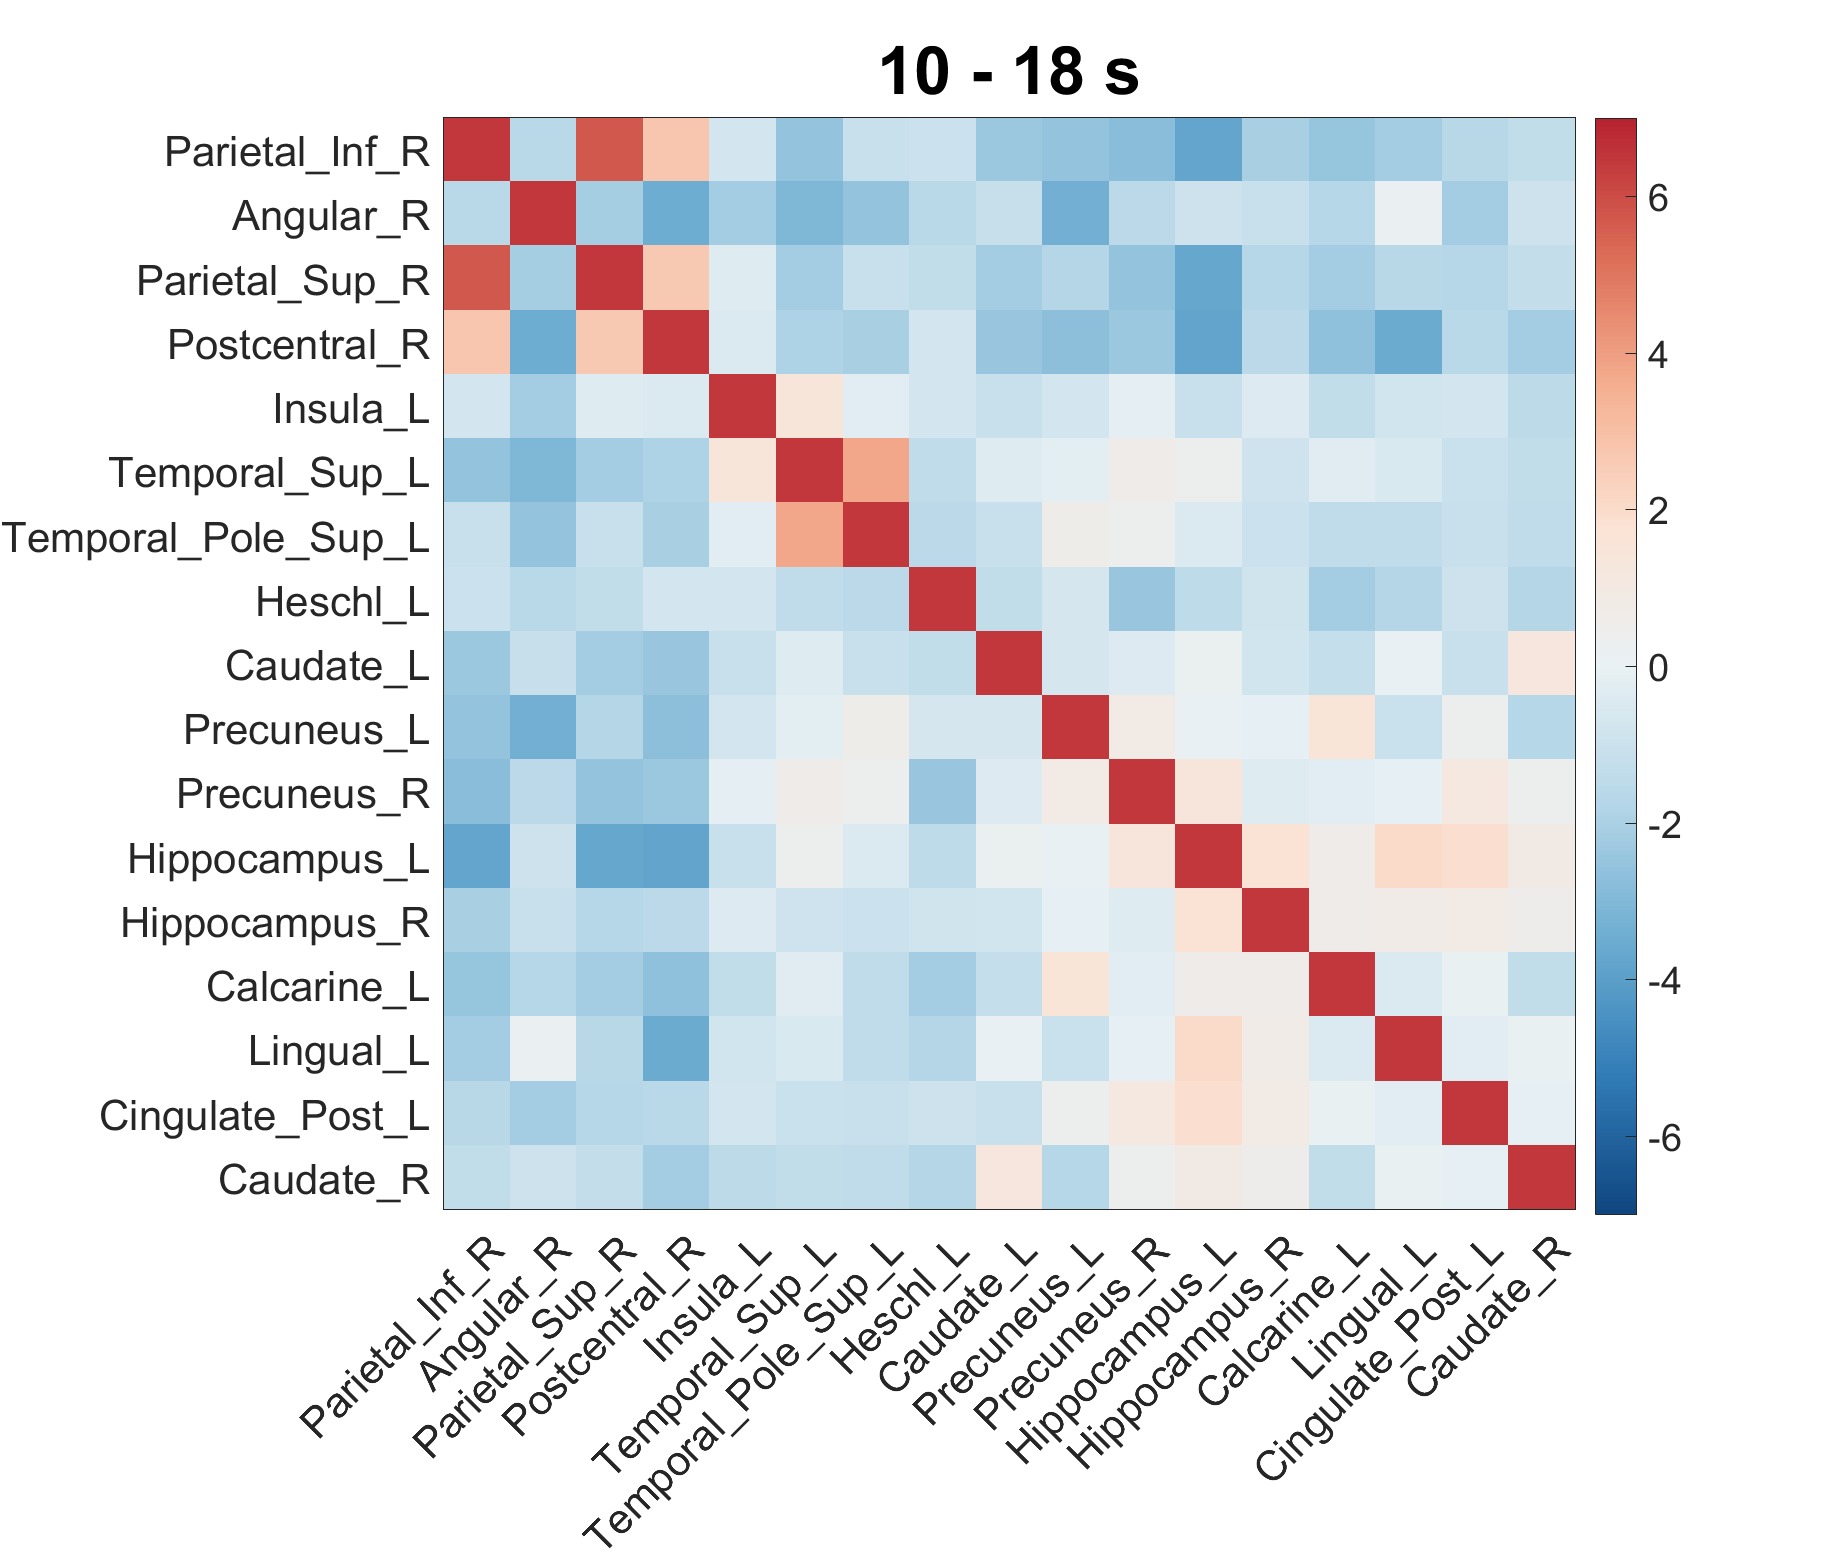 10 - 18 s
Parietal_Inf_R
Angular_R
Parietal_Sup_R
Postcentral_R
Insula_L
Temporal_Sup_L
Temporal_Pole_Sup_L
Heschl_L
Caudate_L
Precuneus_L
Precuneus_R
Hippocampus_L
Hippocampus_R
Calcarine_L
Lingual_L
Cingulate_Post_L
Caudate_R
6
4
2
0
-2
-4
-6
Parietal_Inf_R
Angular_R
Parietal_Sup_R
Postcentral_R
Insula_L
Temporal_Sup_L
Temporal_Pole_Sup_L
Heschl_L
Caudate_L
Precuneus_L
Precuneus_R
Hippocampus_L
Hippocampus_R
Calcarine_L
Lingual_L
Cingulate_Post_L
Caudate_R